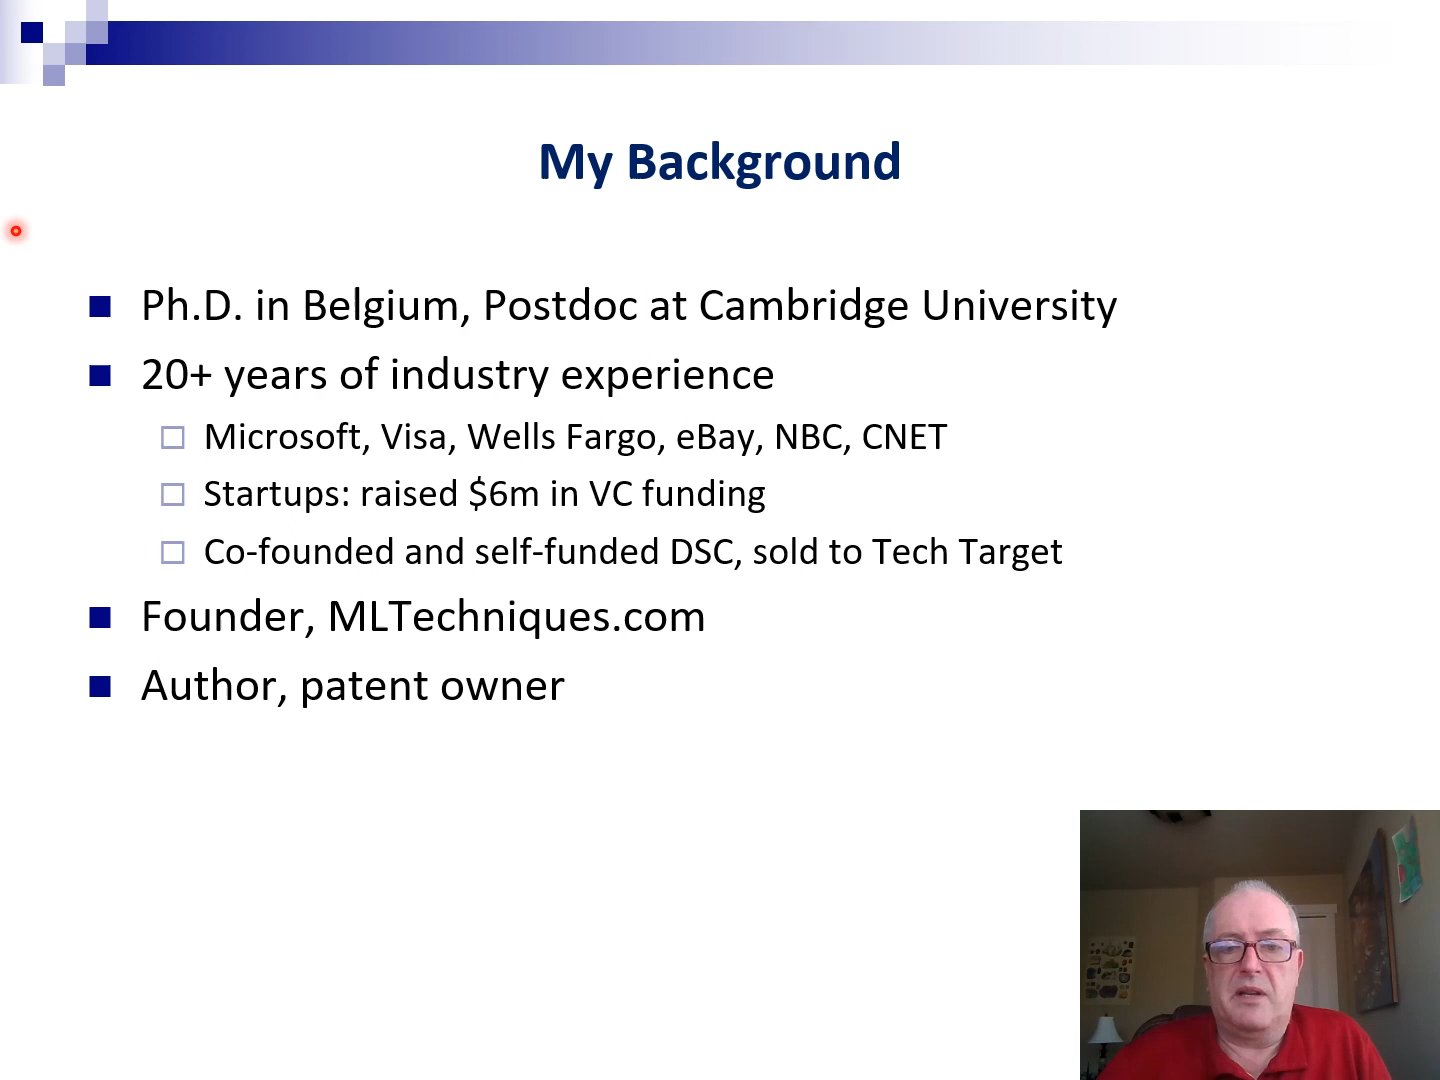 My Background
Ph.D. in Belgium, Postdoc at Cambridge University
20+ years of industry experience
Microsoft, Visa, Wells Fargo, eBay, NBC, CNET
Startups: raised $6m in VC funding
Co-founded and self-funded DSC, sold to Tech Target
Founder, MLTechniques.com
Author, patent owner